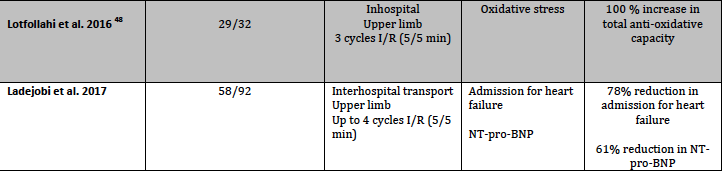 Lotfollahi et al. 2016 48
29/32
Inhospital
Upper limb
3 cycles I/R (5/5 min)
Oxidative stress
100 % increase in
total anti-oxidative
capacity
Ladejobi et al. 2017
58/92
Interhospital transport
Upper limb
Up to 4 cycles I/R (5/5
min)
Admission for heart
failure
NT-pro-BNP
78% reduction in
admission for heart
failure
61% reduction in NT-
pro-BNP